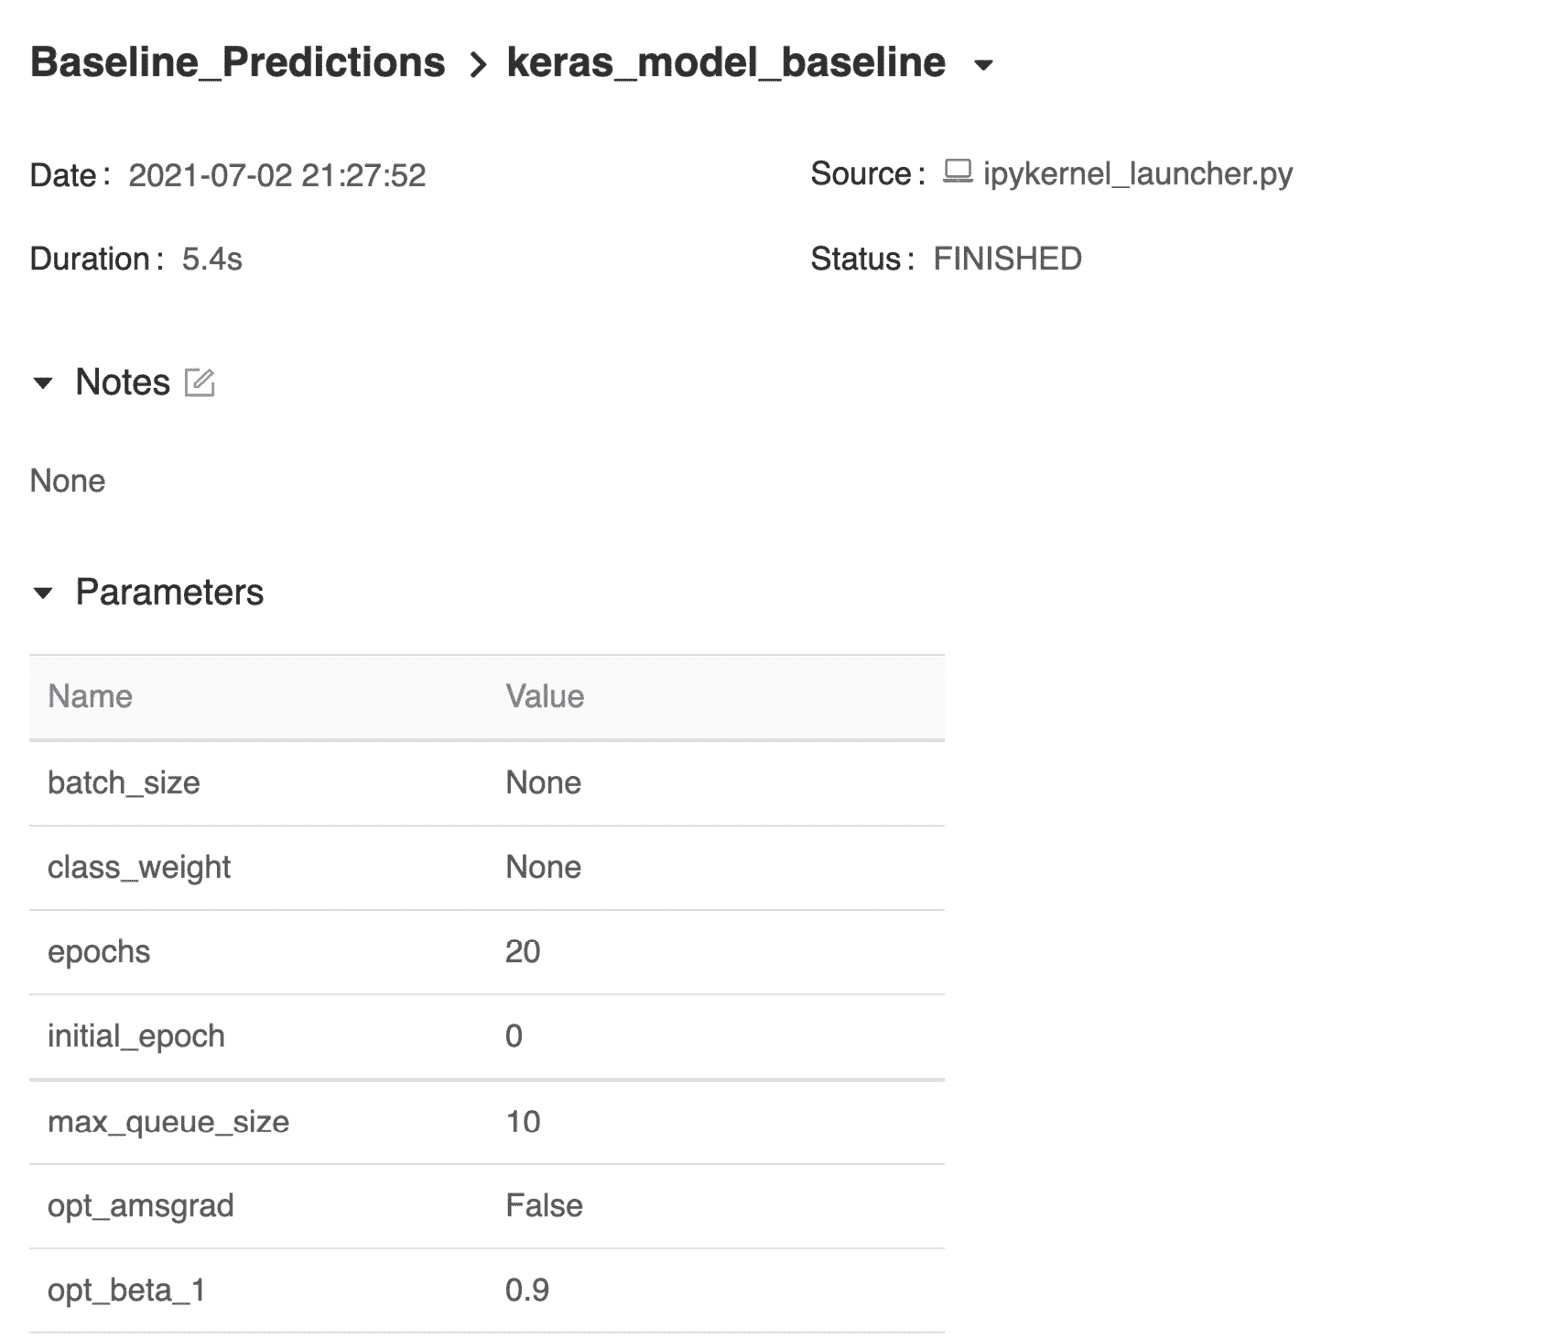 Baseline_Predictions > keras_model_baseline
Date: 2021-07-02 21:27:52
Source: ipykernel_launcher.py
Duration: 5.4s
Status: FINISHED
Notes
None
Parameters
Name Value
batch_size None
class_weight None
epochs 20
initial_epoch 0
max_queue_size 10
opt_amsgrad False
opt_beta_1 0.9